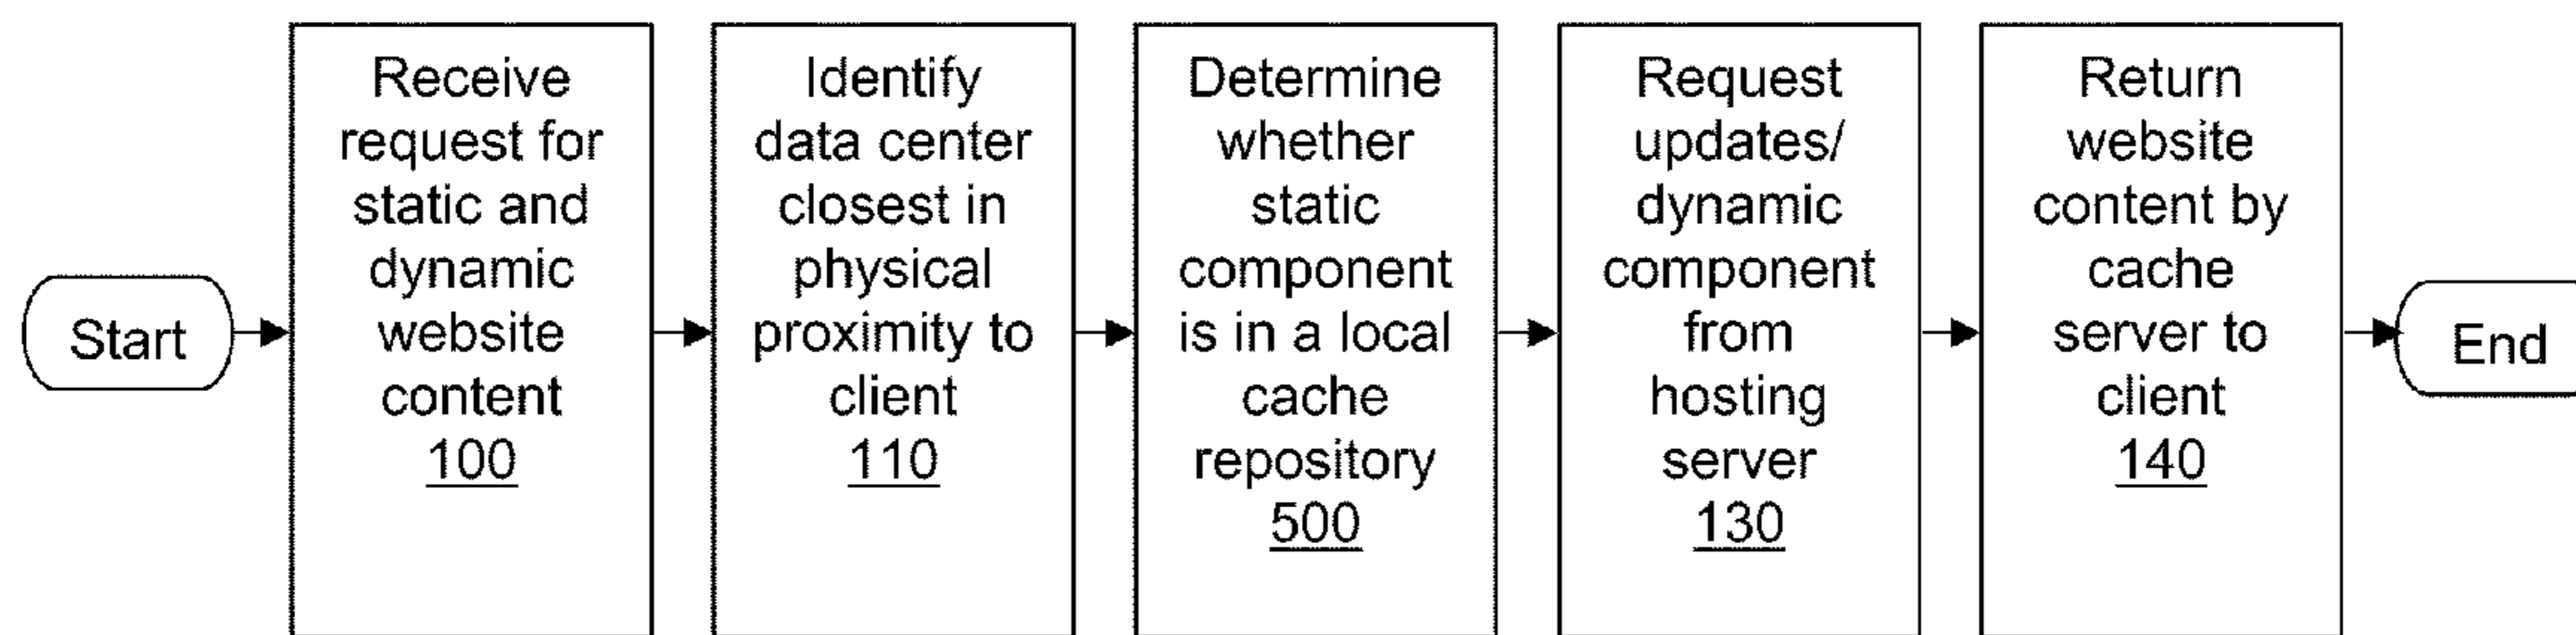 Start
Receive
request for
static and
dynamic
website
content
100
Identify
data center
closest in
physical
proximity to
client
110
Determine
whether
static
component
is in a local
cache
repository
500
Request
updates/
dynamic
component
from
hosting
server
130
Return
website
content by
cache
server to
client
140
End